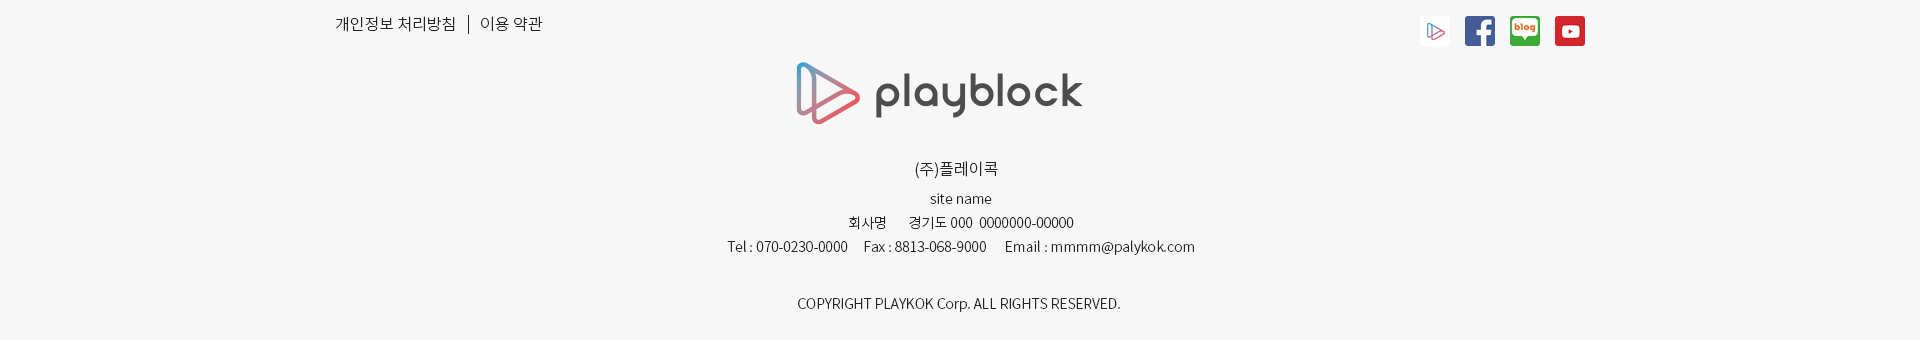 개인정보 처리방침 | 이용 약관
blog
playblock
(주)플레이콕
site name
회사명 경기도 000 0000000-00000
Tel : 070-0230-0000 Fax : 8813-068-9000 Email : mmmm@palykok.com
COPYRIGHT PLAYKOK Corp. ALL RIGHTS RESERVED.